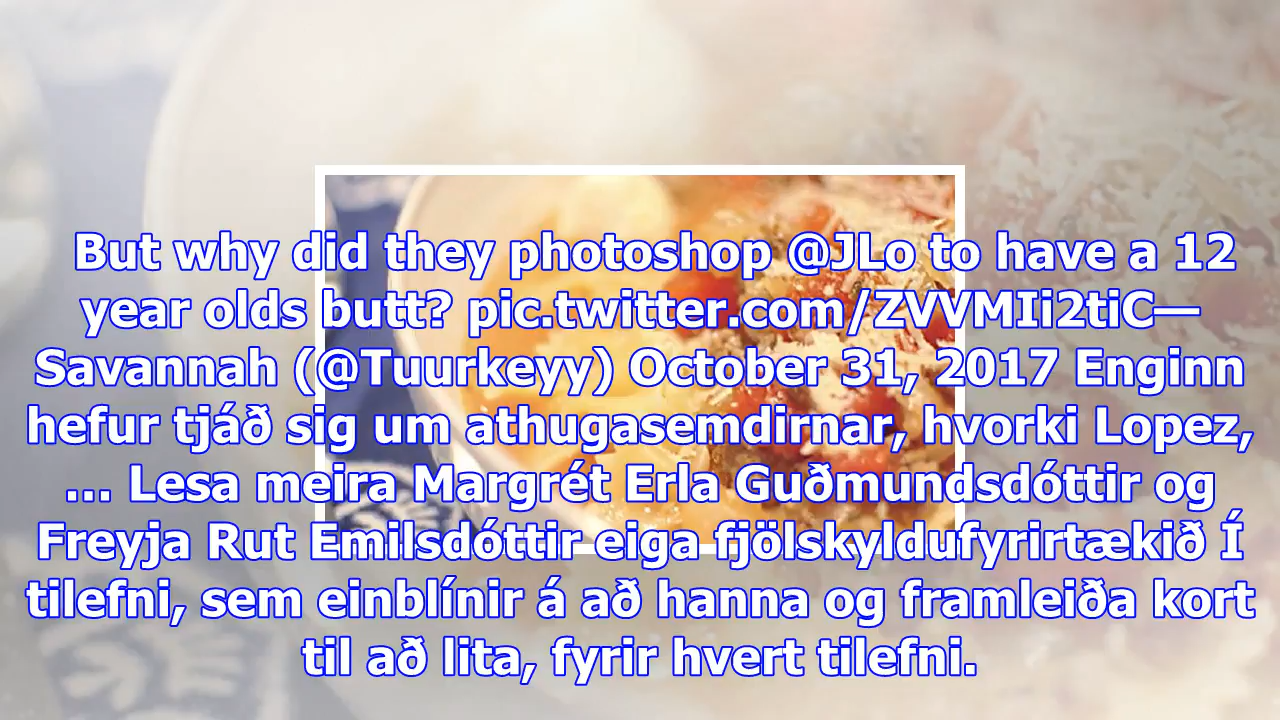 But why did they photoshop @JLo to have a 12
year olds butt? pic.twitter.com/ZVVMIi2tiC—
Savannah (@Tuurkeyy) October 31, 2017 Enginn
hefur tjáð sig um athugasemdirnar, hvorki Lopez,
... Lesa meira Margrét Erla Guðmundsdóttir og
Freyja Rut Emilsdóttir eiga fjölskyldufyrirtækið Í
tilefni, sem einblínir á að hanna og framleiða kort
til að lita, fyrir hvert tilefni.